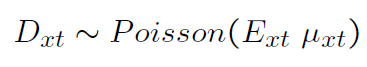 D_{xt} ∼ Poisson(E_{xt} μ_{xt})